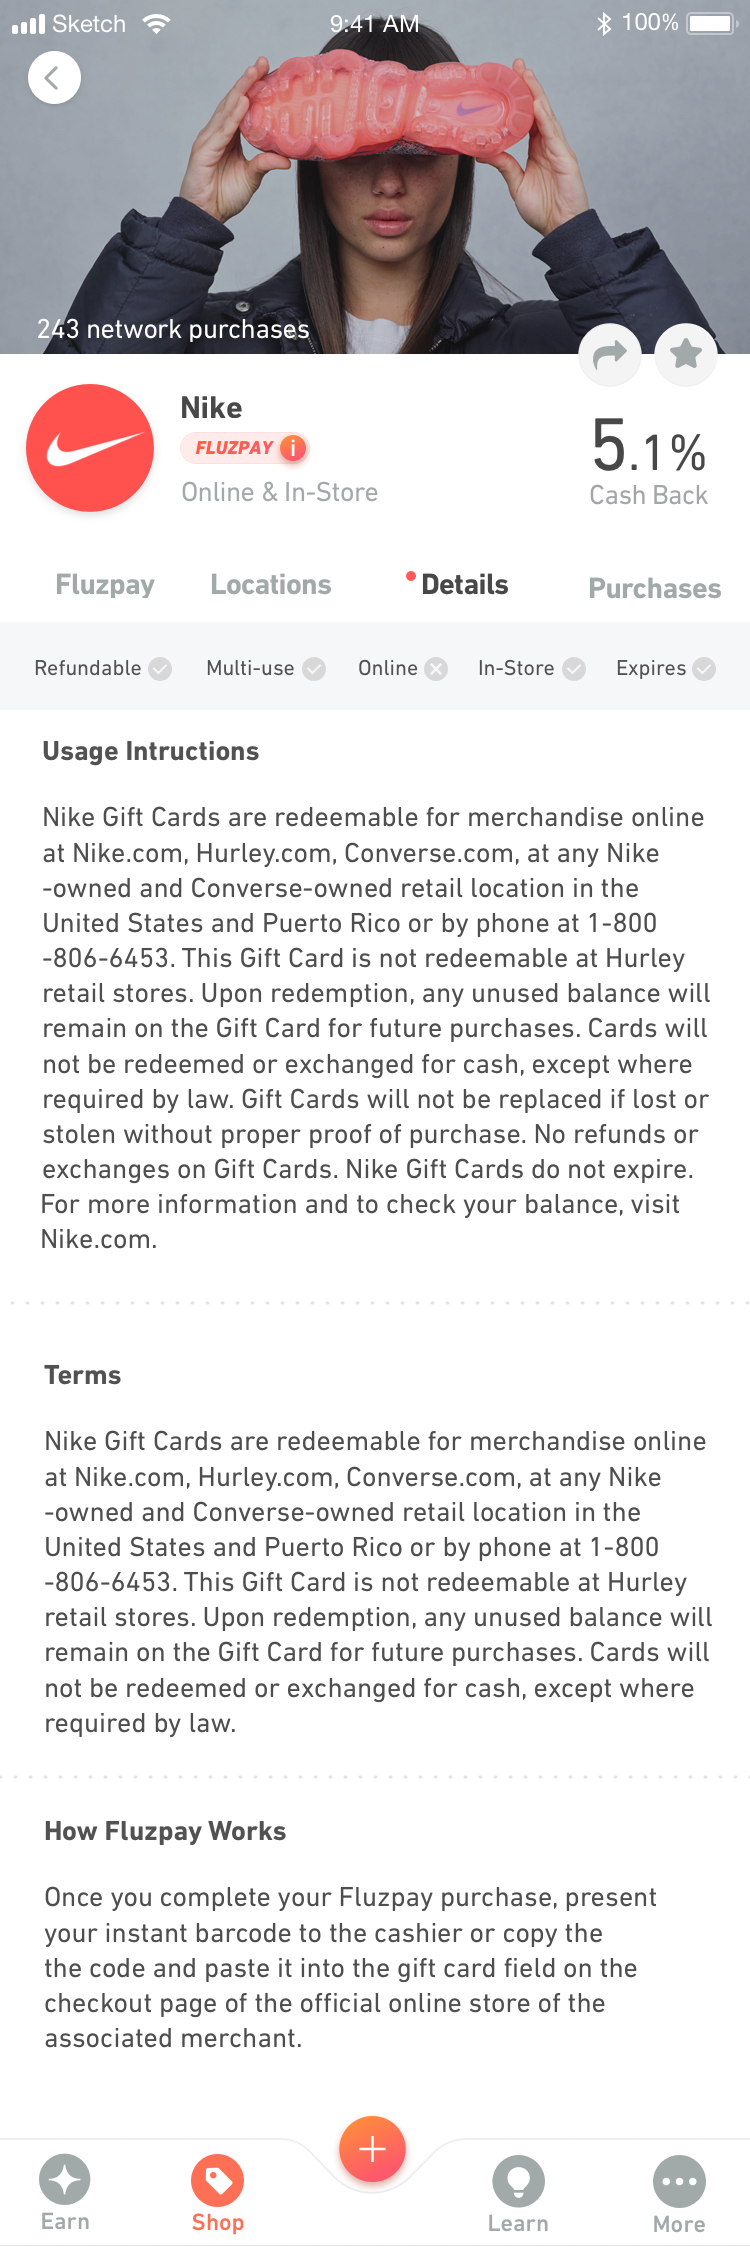 Sketch 9:41 AM 100%
243 network purchases
Nike
FLUZPAY i
Online & In-Store
5.1%
Cash Back
Fluzpay Locations Details Purchases
Refundable Multi-use Online In-Store Expires
Usage Intructions
Nike Gift Cards are redeemable for merchandise online
at Nike.com, Hurley.com, Converse.com, at any Nike
-owned and Converse-owned retail location in the
United States and Puerto Rico or by phone at 1-800
-806-6453. This Gift Card is not redeemable at Hurley
retail stores. Upon redemption, any unused balance will
remain on the Gift Card for future purchases. Cards will
not be redeemed or exchanged for cash, except where
required by law. Gift Cards will not be replaced if lost or
stolen without proper proof of purchase. No refunds or
exchanges on Gift Cards. Nike Gift Cards do not expire.
For more information and to check your balance, visit
Nike.com.
Terms
Nike Gift Cards are redeemable for merchandise online
at Nike.com, Hurley.com, Converse.com, at any Nike
-owned and Converse-owned retail location in the
United States and Puerto Rico or by phone at 1-800
-806-6453. This Gift Card is not redeemable at Hurley
retail stores. Upon redemption, any unused balance will
remain on the Gift Card for future purchases. Cards will
not be redeemed or exchanged for cash, except where
required by law.
How Fluzpay Works
Once you complete your Fluzpay purchase, present
your instant barcode to the cashier or copy the
the code and paste it into the gift card field on the
checkout page of the official online store of the
associated merchant.
Earn Shop Learn More